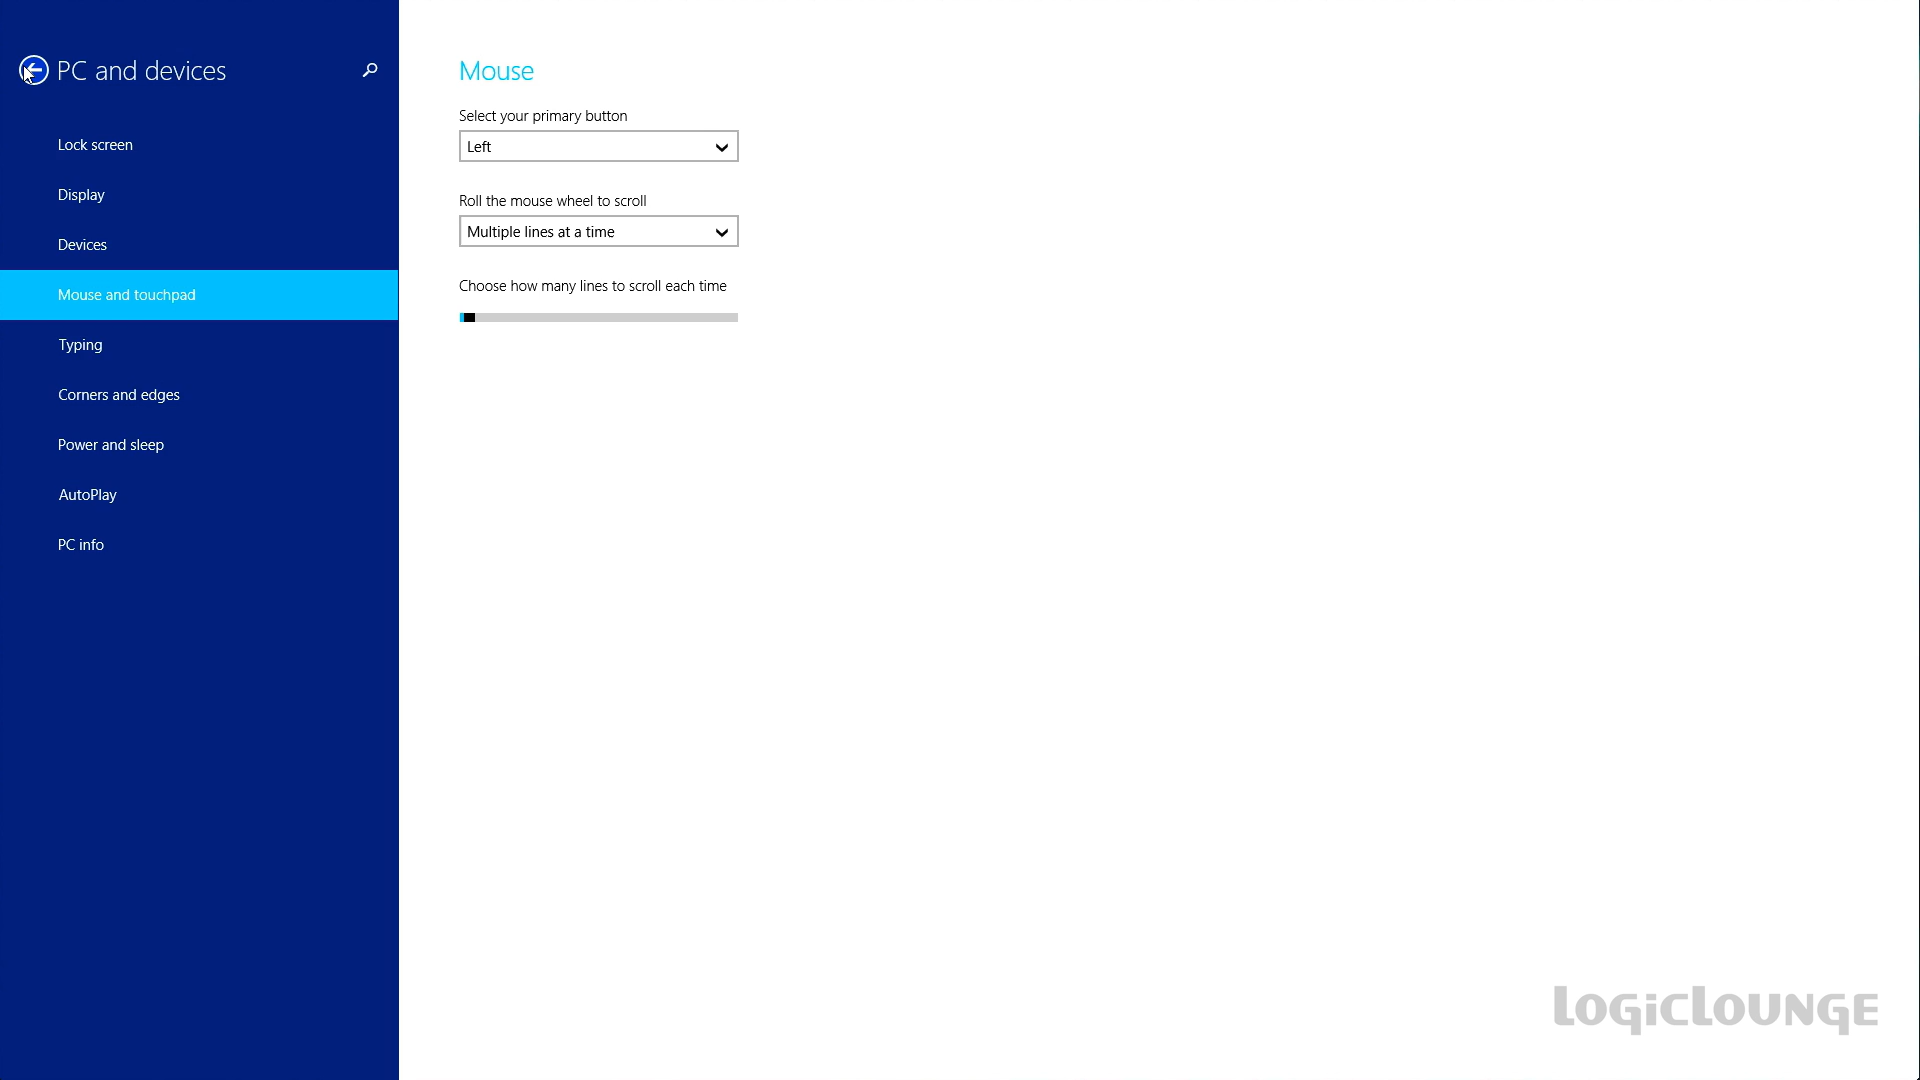 PC and devices
Lock screen
Display
Devices
Mouse and touchpad
Typing
Corners and edges
Power and sleep
AutoPlay
PC info
Mouse
Select your primary button
Left
Roll the mouse wheel to scroll
Multiple lines at a time
Choose how many lines to scroll each time
LOGICLOUNGE